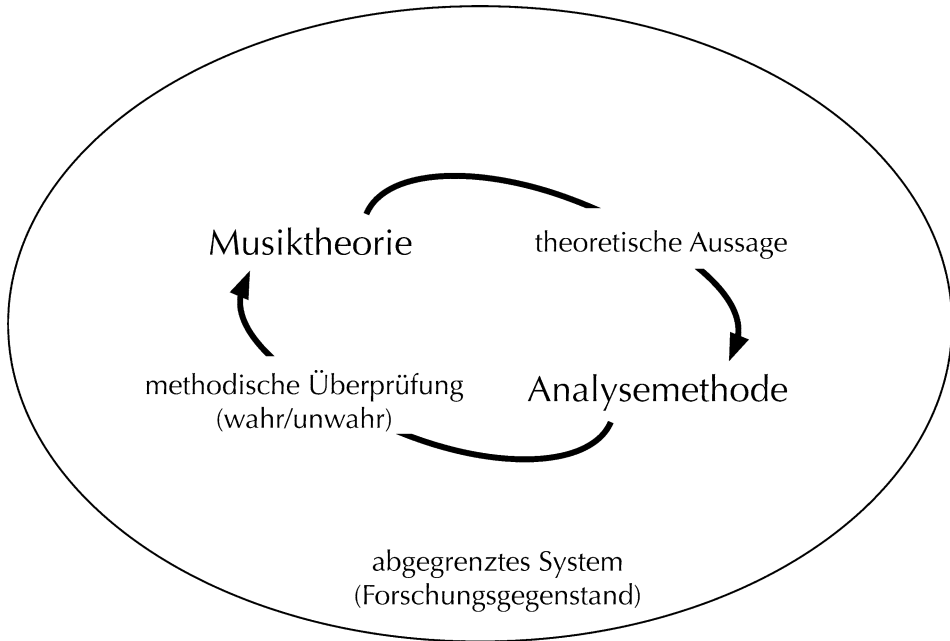 Musiktheorie
theoretische Aussage
methodische Überprüfung
(wahr/unwahr)
Analysemethode
abgegrenztes System
(Forschungsgegenstand)